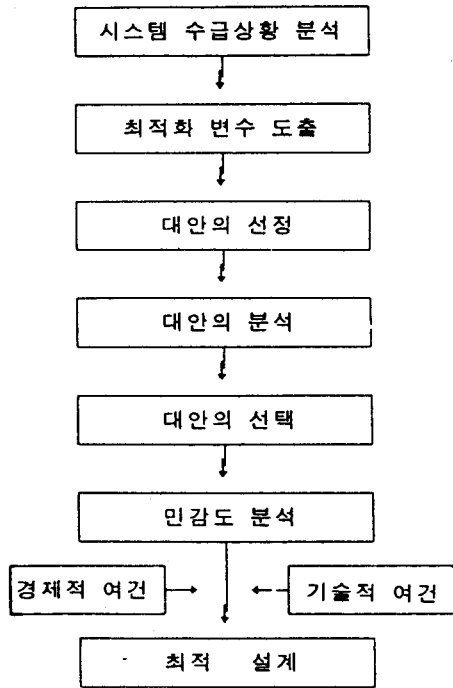 시스템 수급상황 분석
최적화 변수 도출
대안의 선정
대안의 분석
대안의 선택
민감도 분석
경제적 여건
기술적 여건
최적 설계